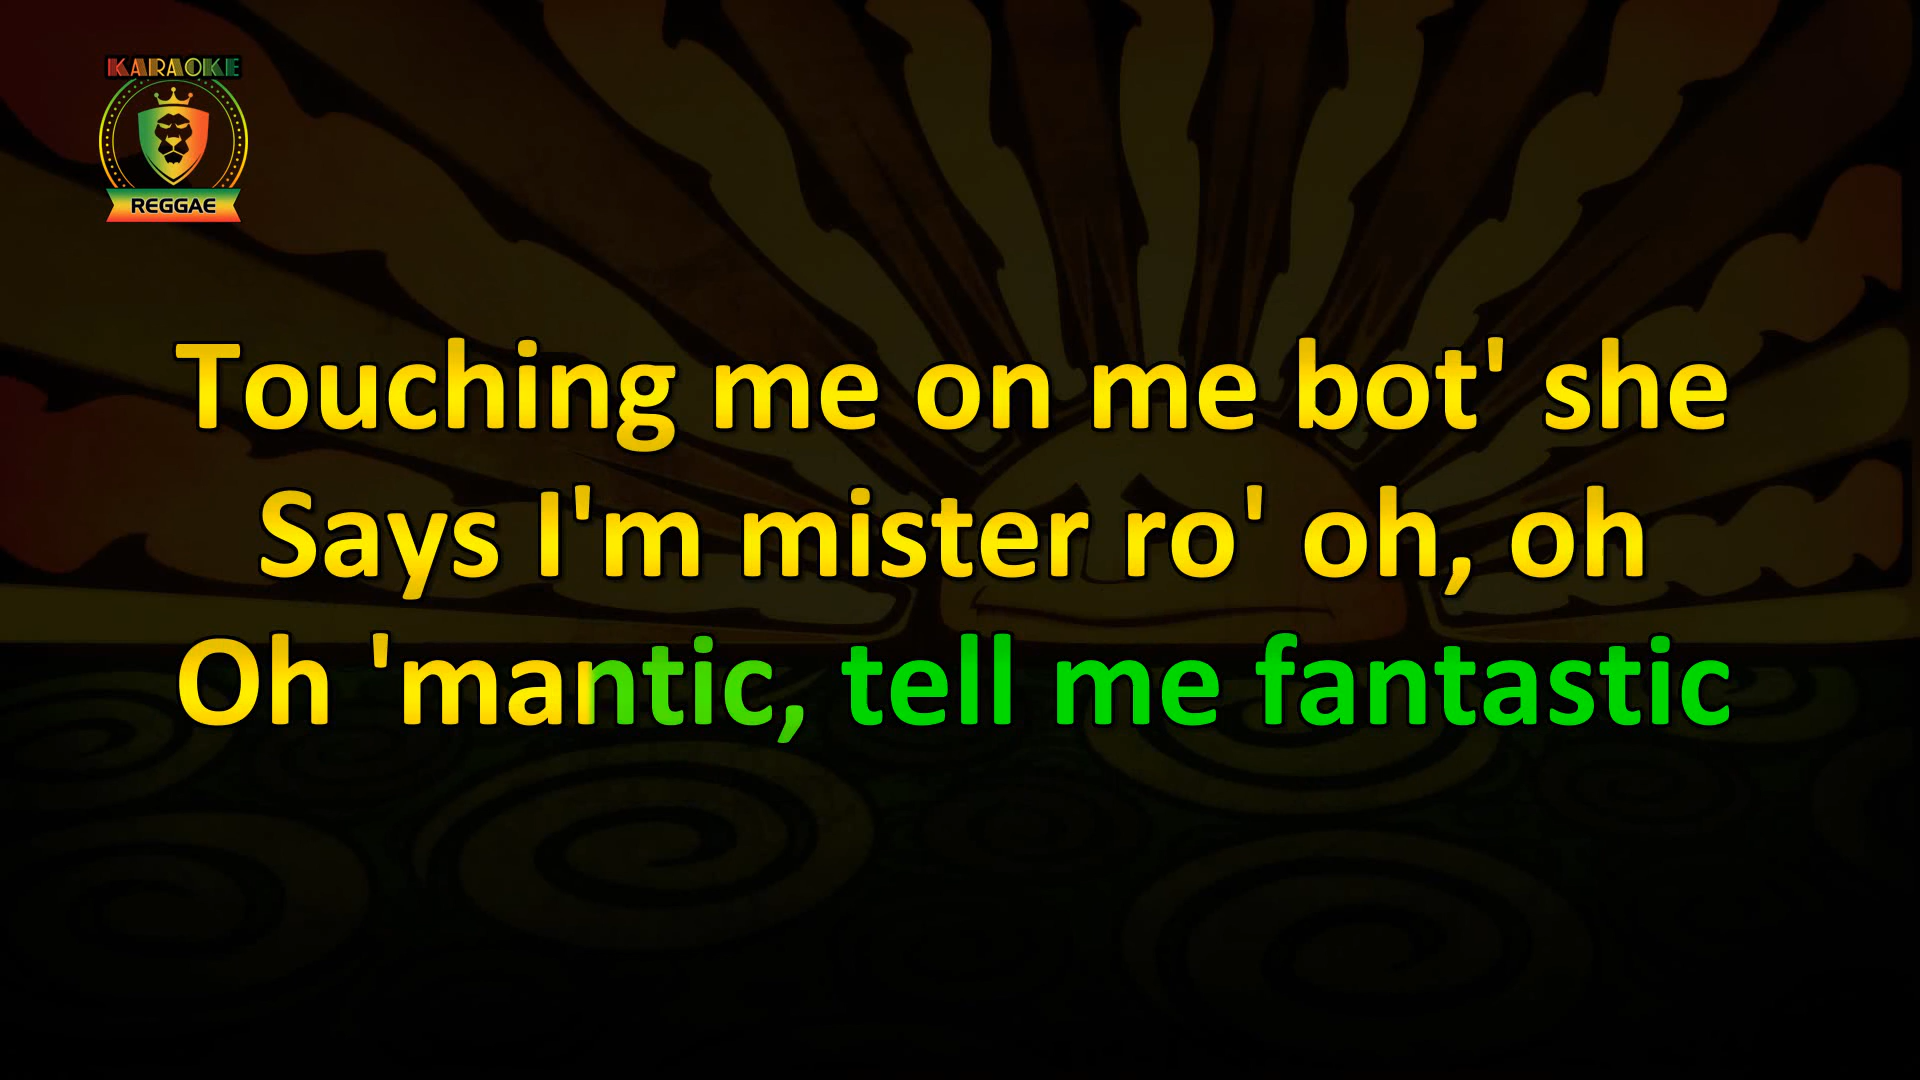 KARAOKE
REGGAE
Touching me on me bot' she
Says I'm mister ro' oh, oh
Oh 'mantic, tell me fantastic